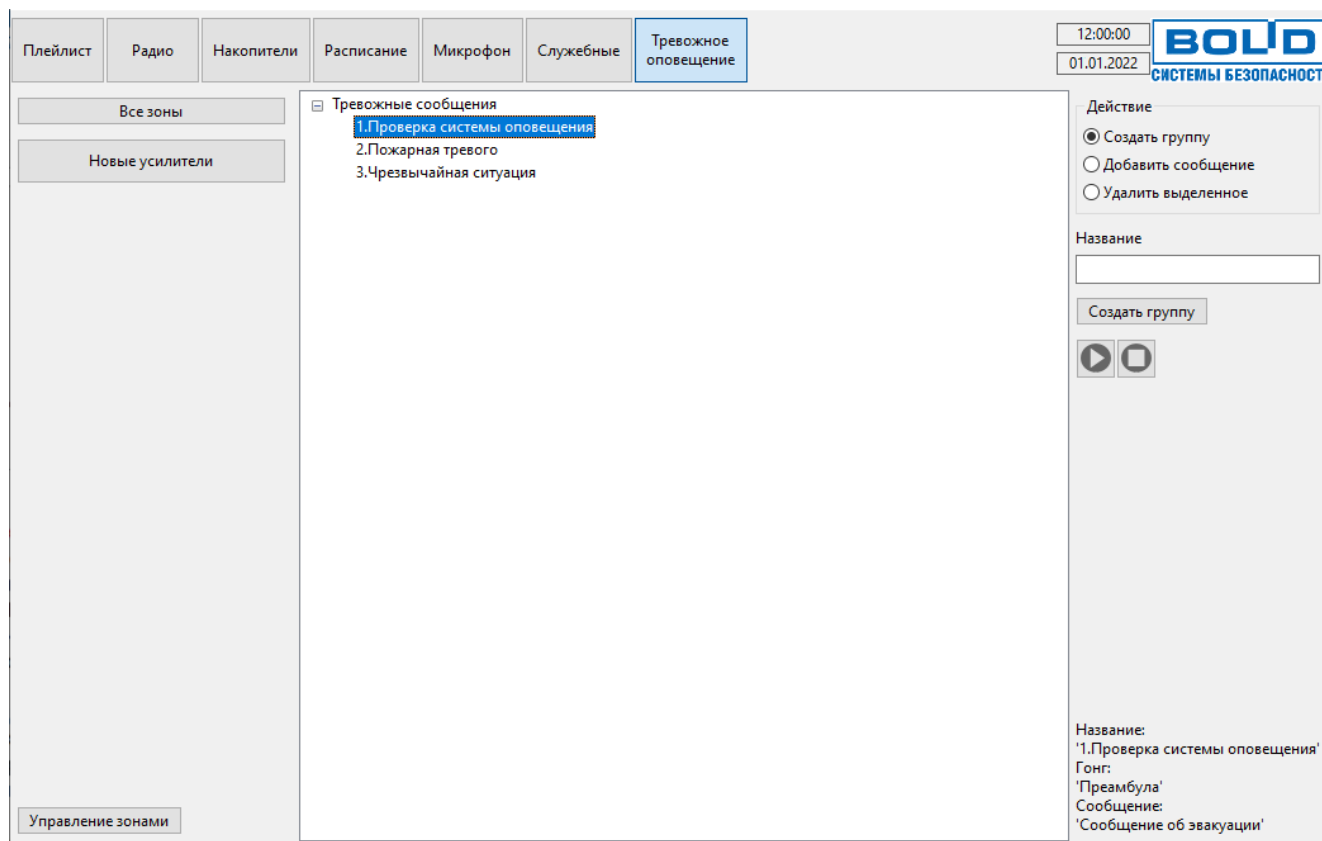 Плейлист
Радио
Накопители
Расписание
Микрофон
Служебные
Тревожное
оповещение
12:00:00
01.01.2022
BOLID
СИСТЕМЫ БЕЗОПАСНОСТ
Все зоны
Новые усилители
Тревожные сообщения
1.Проверка системы оповещения
2.Пожарная тревого
3.Чрезвычайная ситуация
Действие
Создать группу
Добавить сообщение
Удалить выделенное
Название
Создать группу
Название:
'1.Проверка системы оповещения'
Гонг:
'Преамбула'
Сообщение:
'Сообщение об эвакуации'
Управление зонами